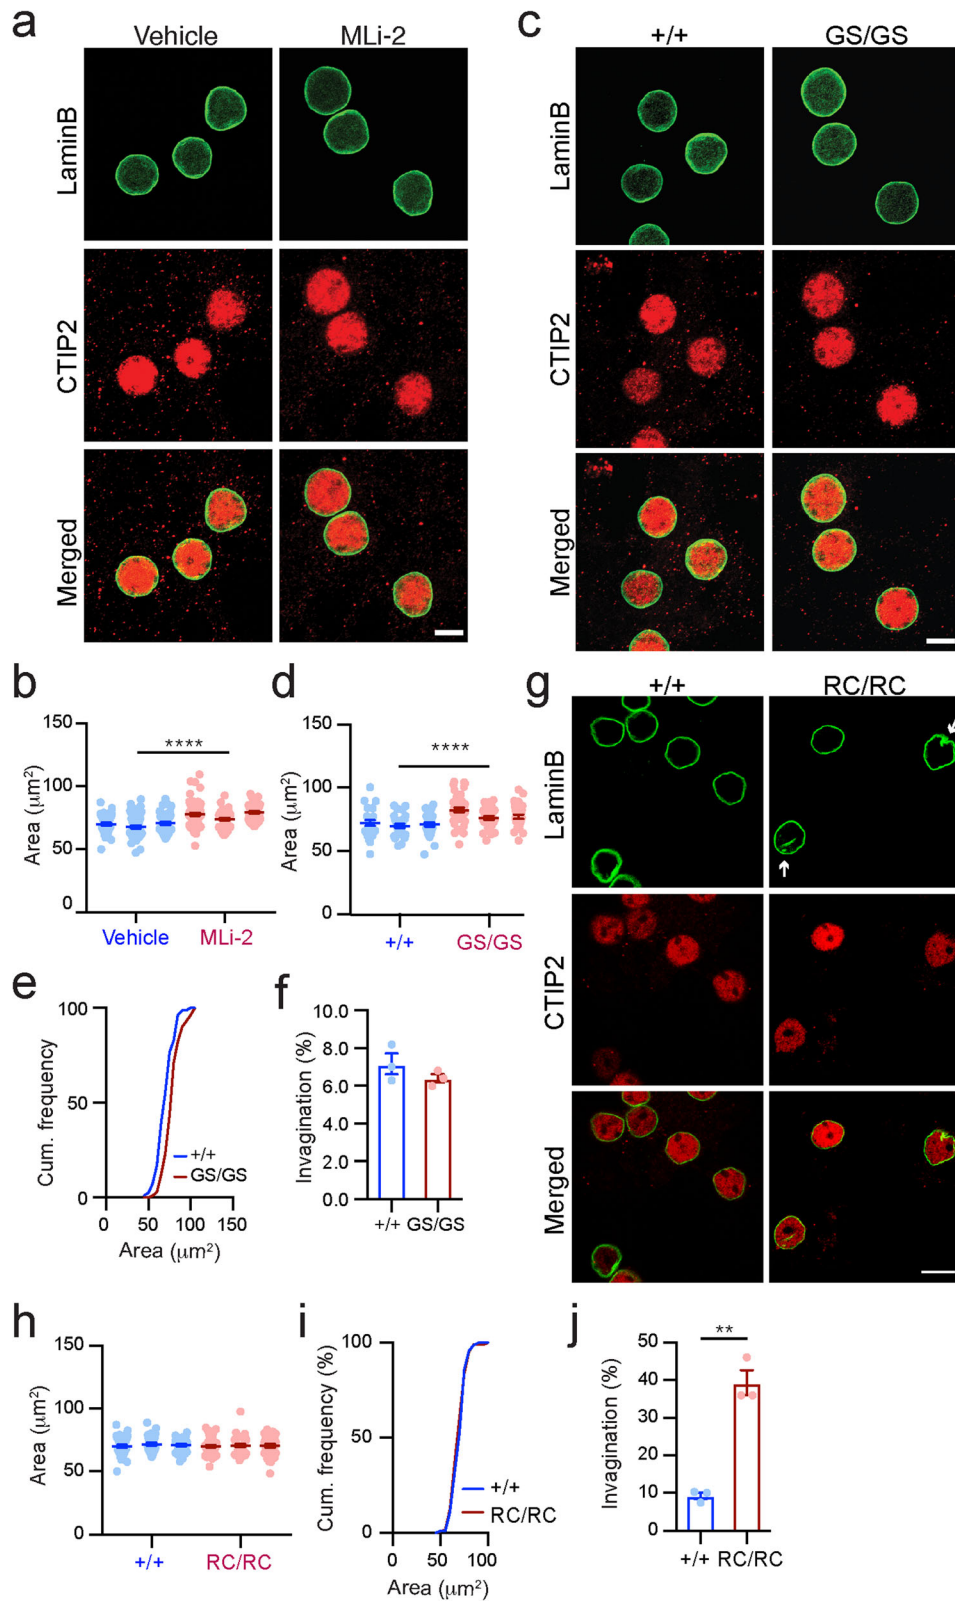 a
Vehicle
MLi-2
LaminB
CTIP2
Merged
c
+/+
GS/GS
LaminB
CTIP2
Merged
b
150
100
50
0
Area (μm²)
****
Vehicle
MLi-2
d
150
100
50
0
Area (μm²)
****
+/+
GS/GS
e
100
50
0
Cum. frequency
+/+
GS/GS
0
50
100
150
Area (μm²)
f
10.0
8.0
6.0
4.0
2.0
0.0
Invagination (%)
+/+
GS/GS
g
+/+
RC/RC
LaminB
CTIP2
Merged
h
150
100
50
0
Area (μm²)
+/+
RC/RC
i
100
50
0
Cum. frequency (%)
+/+
RC/RC
0
50
100
Area (μm²)
j
50
40
30
20
10
0
Invagination (%)
**
+/+
RC/RC